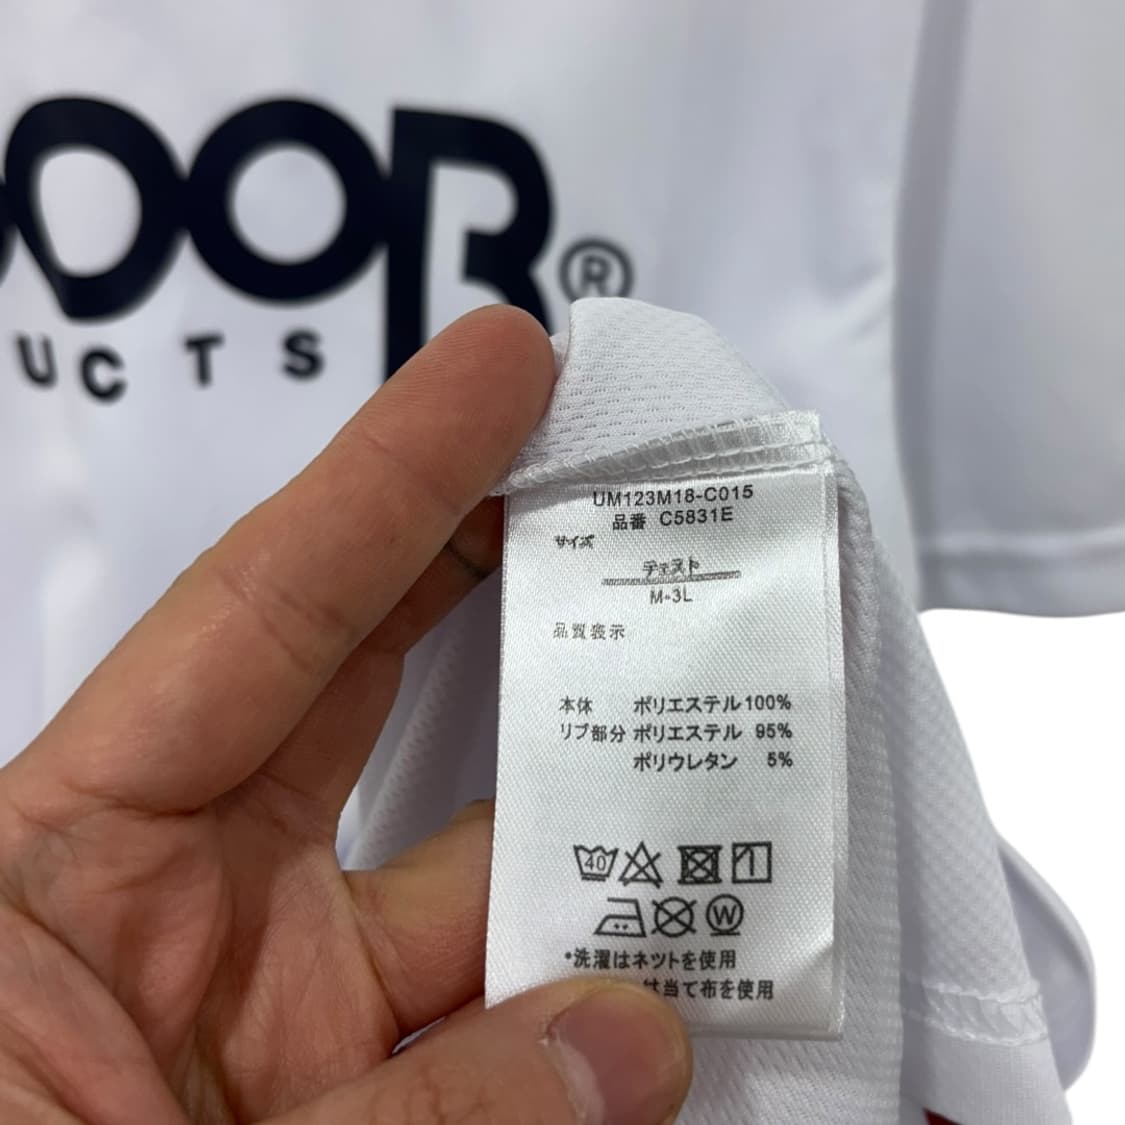 OOR®
UCTS
UM123M18-C015
品番 C5831E
サイズ
M-3L
品質表示
本体 ポリエステル100%
リブ部分 ポリエステル 95%
ポリウレタン 5%
40
W
*洗濯はネットを使用
は当て布を使用